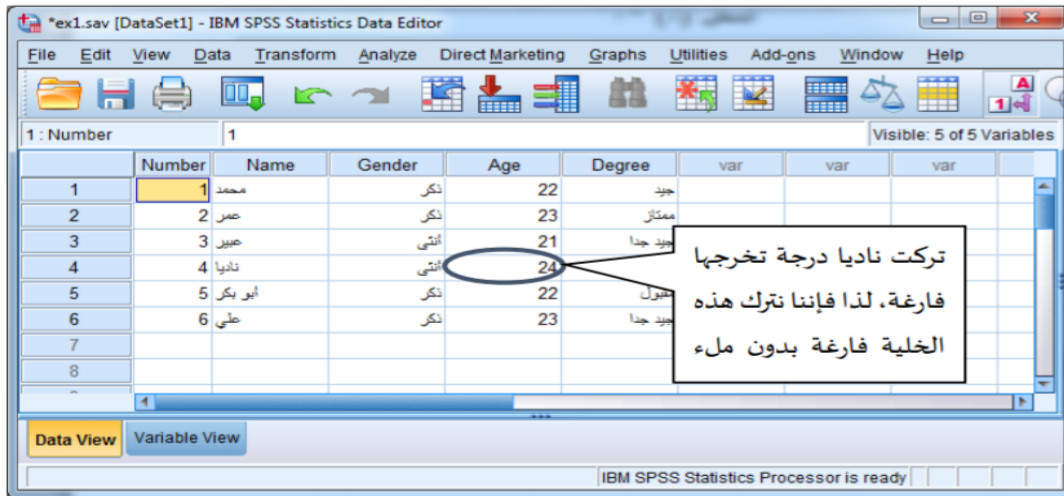 *ex1.sav [DataSet1] - IBM SPSS Statistics Data Editor
File Edit View Data Transform Analyze Direct Marketing Graphs Utilities Add-ons Window Help
1 : Number 1 Visible: 5 of 5 Variables
Number Name Gender Age Degree var var var
1 1 محمد ذكر 22 جيد
2 2 عمر ذكر 23 ممتاز
3 3 عبير أنثى 21 جيد جدا
4 4 ناديا أنثى 24
5 5 أبو بكر ذكر 22 مقبول
6 6 علي ذكر 23 جيد جدا
7
8
تركت ناديا درجة تخرجها
فارغة، لذا فإننا نترك هذه
الخلية فارغة بدون ملء
Data View Variable View
IBM SPSS Statistics Processor is ready